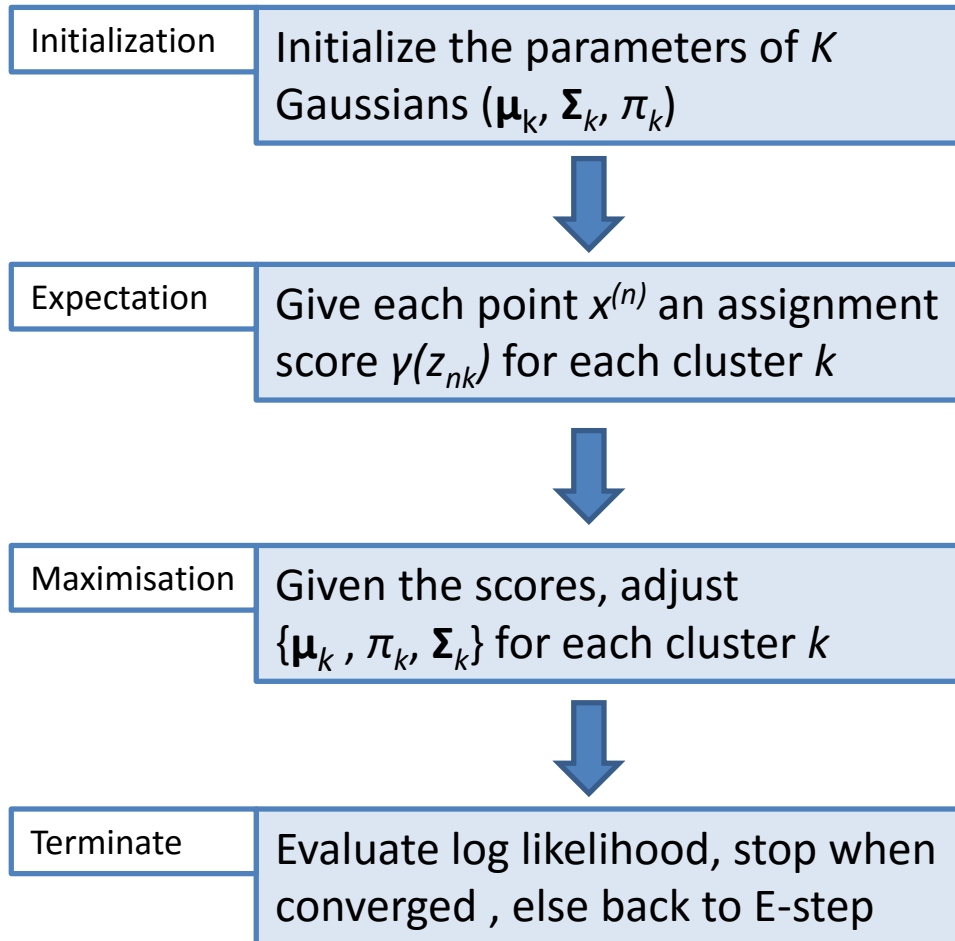 Initialization
Initialize the parameters of K
Gaussians (μk, Σk, πk)
Expectation
Give each point x(n) an assignment
score γ(znk) for each cluster k
Maximisation
Given the scores, adjust
{μk , πk, Σk} for each cluster k
Terminate
Evaluate log likelihood, stop when
converged , else back to E-step